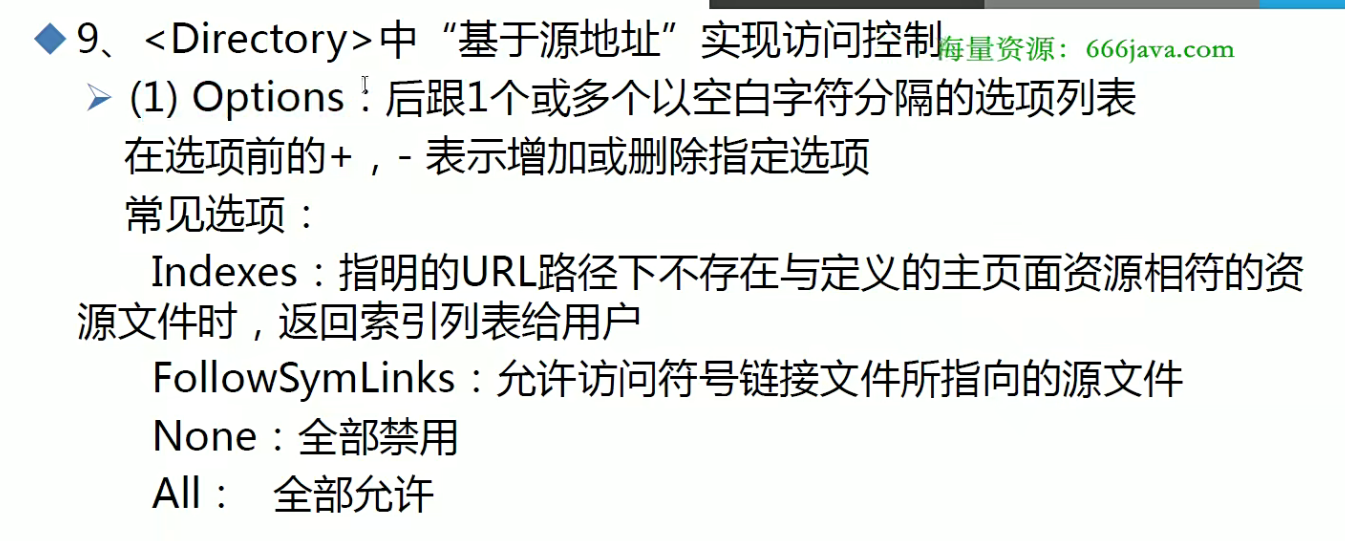 9、<Directory>中“基于源地址”实现访问控制
海量资源：666java.com
(1) Options：后跟1个或多个以空白字符分隔的选项列表
在选项前的+，- 表示增加或删除指定选项
常见选项：
Indexes：指明的URL路径下不存在与定义的主页面资源相符的资
源文件时，返回索引列表给用户
FollowSymLinks：允许访问符号链接文件所指向的源文件
None：全部禁用
All： 全部允许